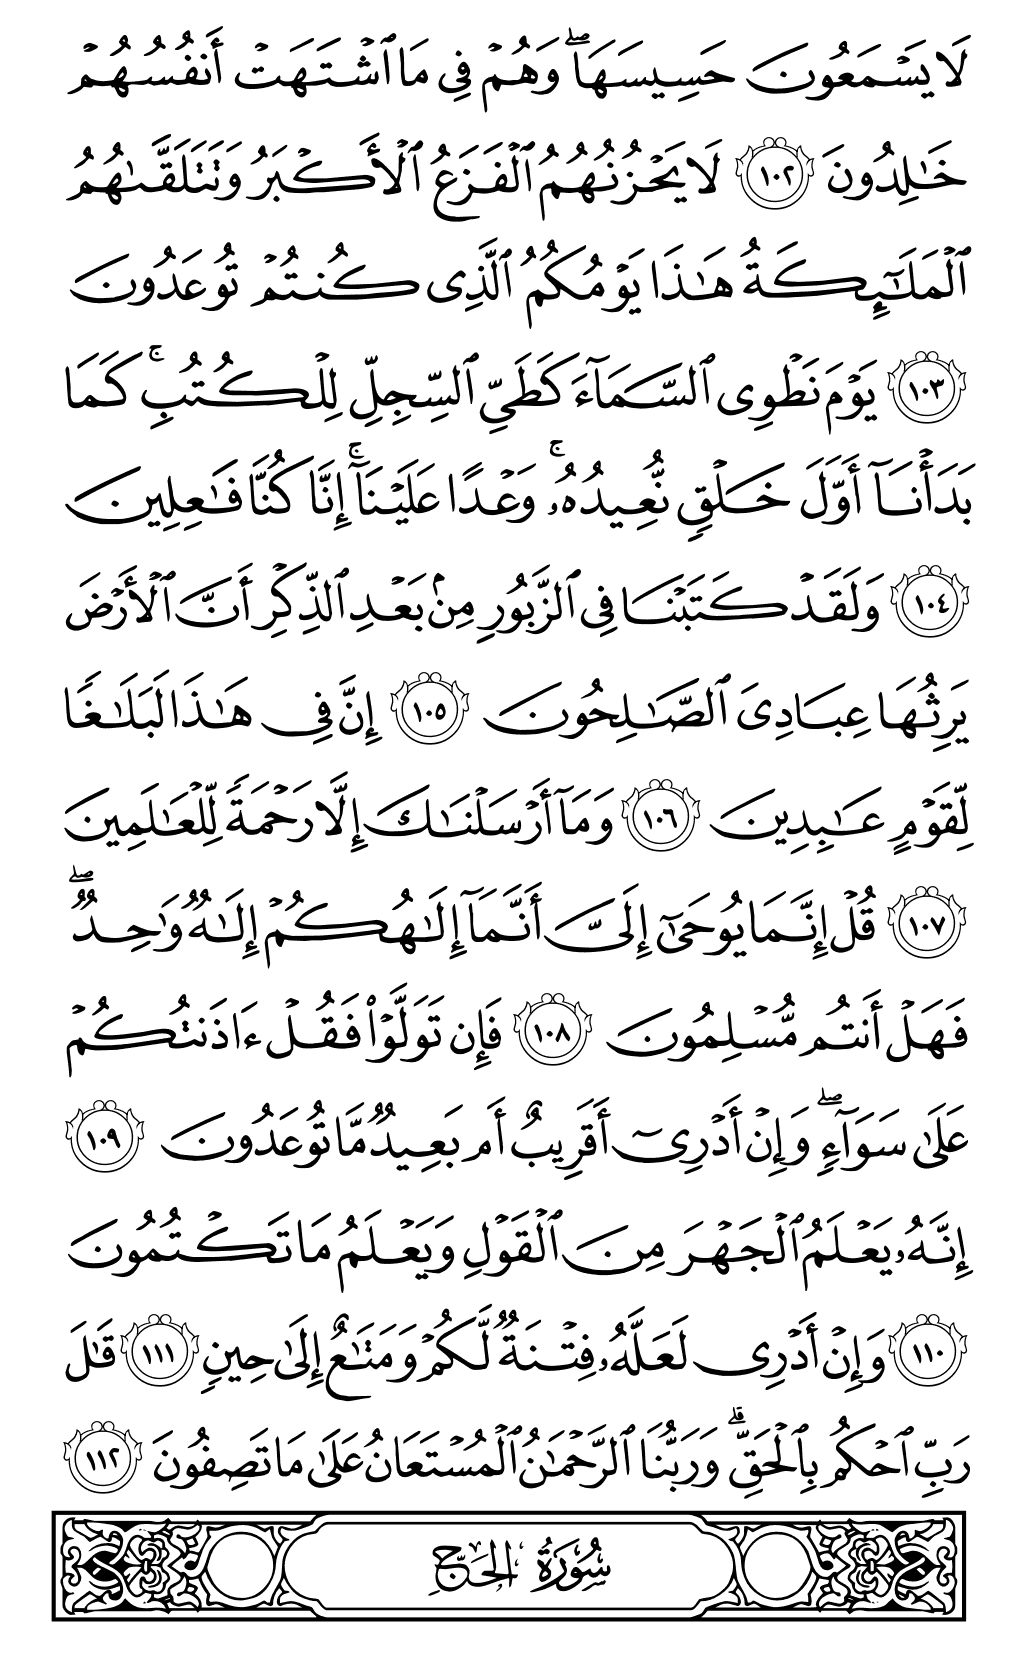 لَا يَسۡمَعُونَ حَسِيسَهَاۖ وَهُمۡ فِي مَا ٱشۡتَهَتۡ أَنفُسُهُمۡ
خَٰلِدُونَ ١٠٢ لَا يَحۡزُنُهُمُ ٱلۡفَزَعُ ٱلۡأَكۡبَرُ وَتَتَلَقَّىٰهُمُ
ٱلۡمَلَٰٓئِكَةُ هَٰذَا يَوۡمُكُمُ ٱلَّذِي كُنتُمۡ تُوعَدُونَ
١٠٣ يَوۡمَ نَطۡوِي ٱلسَّمَآءَ كَطَيِّ ٱلسِّجِلِّ لِلۡكُتُبِۚ كَمَا
بَدَأۡنَآ أَوَّلَ خَلۡقٖ نُّعِيدُهُۥۚ وَعۡدًا عَلَيۡنَآۚ إِنَّا كُنَّا فَٰعِلِينَ
١٠٤ وَلَقَدۡ كَتَبۡنَا فِي ٱلزَّبُورِ مِنۢ بَعۡدِ ٱلذِّكۡرِ أَنَّ ٱلۡأَرۡضَ
يَرِثُهَا عِبَادِيَ ٱلصَّٰلِحُونَ ١٠٥ إِنَّ فِي هَٰذَا لَبَلَٰغٗا
لِّقَوۡمٍ عَٰبِدِينَ ١٠٦ وَمَآ أَرۡسَلۡنَٰكَ إِلَّا رَحۡمَةٗ لِّلۡعَٰلَمِينَ
١٠٧ قُلۡ إِنَّمَا يُوحَىٰٓ إِلَيَّ أَنَّمَآ إِلَٰهُكُمۡ إِلَٰهٞ وَٰحِدٞۖ
فَهَلۡ أَنتُم مُّسۡلِمُونَ ١٠٨ فَإِن تَوَلَّوۡاْ فَقُلۡ ءَاذَنتُكُمۡ
عَلَىٰ سَوَآءٖۖ وَإِنۡ أَدۡرِيٓ أَقَرِيبٌ أَم بَعِيدٞ مَّا تُوعَدُونَ ١٠٩
إِنَّهُۥ يَعۡلَمُ ٱلۡجَهۡرَ مِنَ ٱلۡقَوۡلِ وَيَعۡلَمُ مَا تَكۡتُمُونَ
١١٠ وَإِنۡ أَدۡرِي لَعَلَّهُۥ فِتۡنَةٞ لَّكُمۡ وَمَتَٰعٌ إِلَىٰ حِينٖ ١١١ قَٰلَ
رَبِّ ٱحۡكُم بِٱلۡحَقِّۗ وَرَبُّنَا ٱلرَّحۡمَٰنُ ٱلۡمُسۡتَعَانُ عَلَىٰ مَا تَصِفُونَ ١١٢
سُورَةُ الحَجِّ